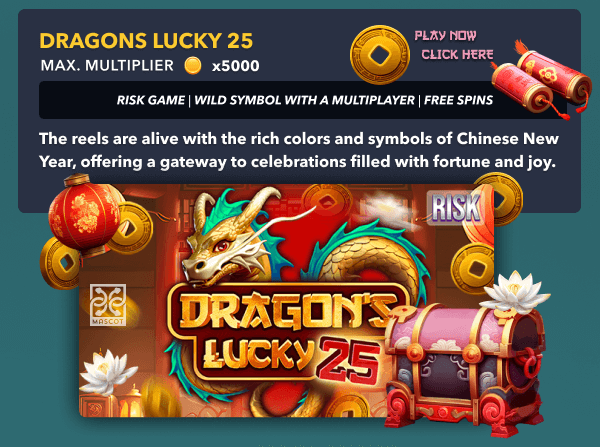 DRAGONS LUCKY 25
MAX. MULTIPLIER x5000
PLAY NOW
CLICK HERE
RISK GAME | WILD SYMBOL WITH A MULTIPLAYER | FREE SPINS
The reels are alive with the rich colors and symbols of Chinese New
Year, offering a gateway to celebrations filled with fortune and joy.
RISK
DRAGON'S
LUCKY 25
MASCOT